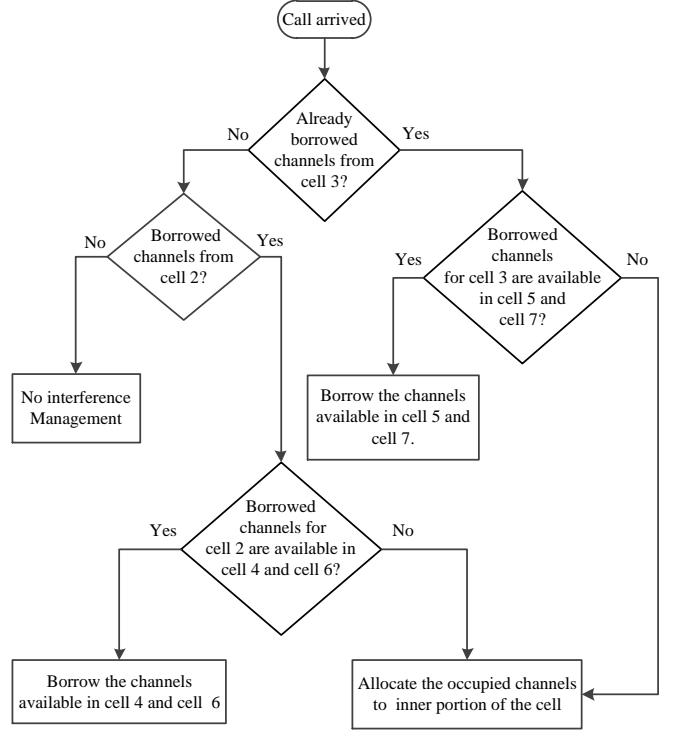 Call arrived
Already
borrowed
channels from
cell 3?
No
Yes
Borrowed
channels from
cell 2?
No
Yes
Borrowed
channels
for cell 3 are available
in cell 5 and
cell 7?
Yes
No
No interference
Management
Borrow the channels
available in cell 5 and
cell 7.
Borrowed
channels for
cell 2 are available in
cell 4 and cell 6?
Yes
No
Borrow the channels
available in cell 4 and cell 6
Allocate the occupied channels
to inner portion of the cell